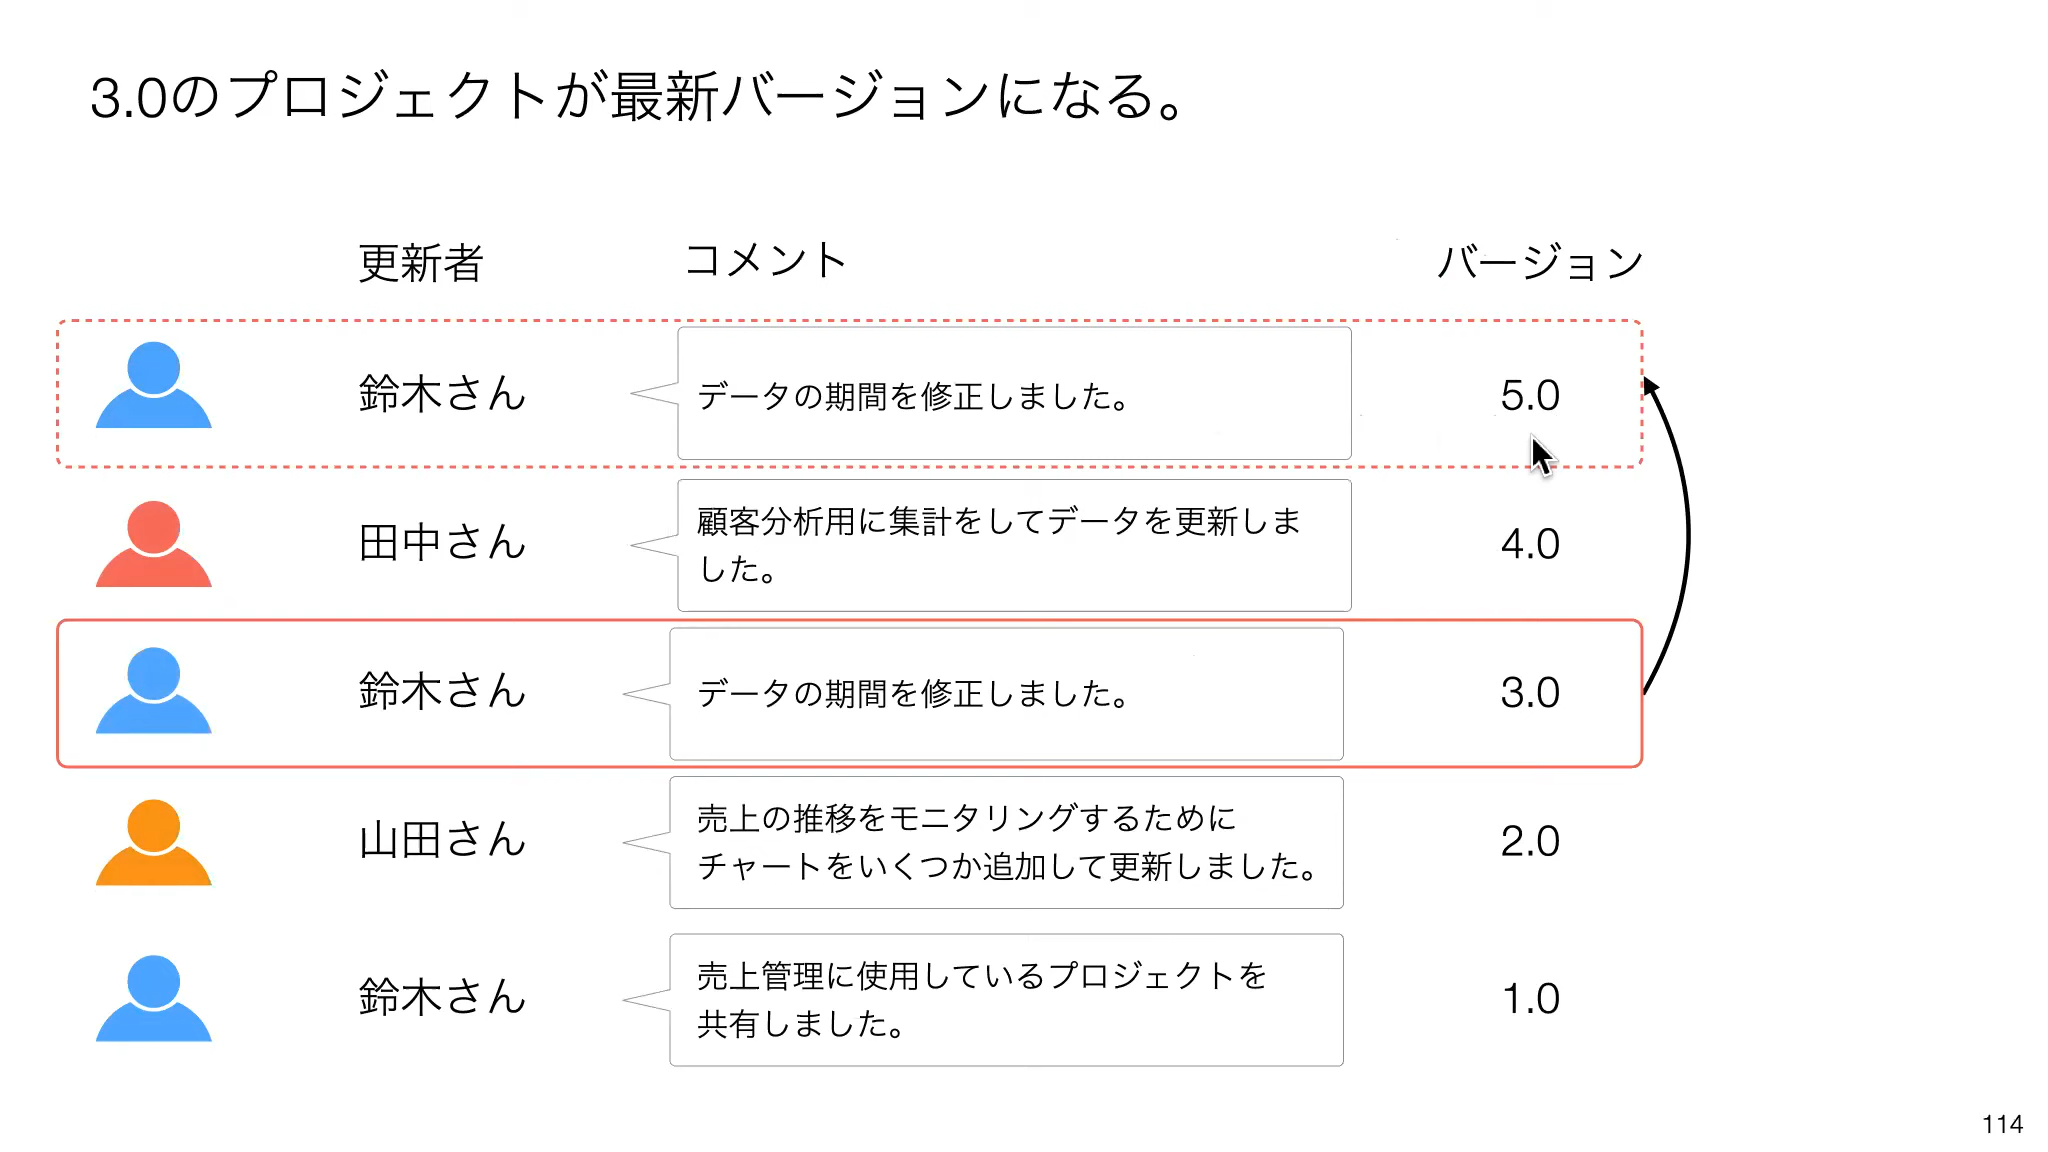 3.0のプロジェクトが最新バージョンになる。
更新者 コメント バージョン
鈴木さん データの期間を修正しました。 5.0
田中さん 顧客分析用に集計をしてデータを更新しま
した。 4.0
鈴木さん データの期間を修正しました。 3.0
山田さん 売上の推移をモニタリングするために
チャートをいくつか追加して更新しました。 2.0
鈴木さん 売上管理に使用しているプロジェクトを
共有しました。 1.0
114